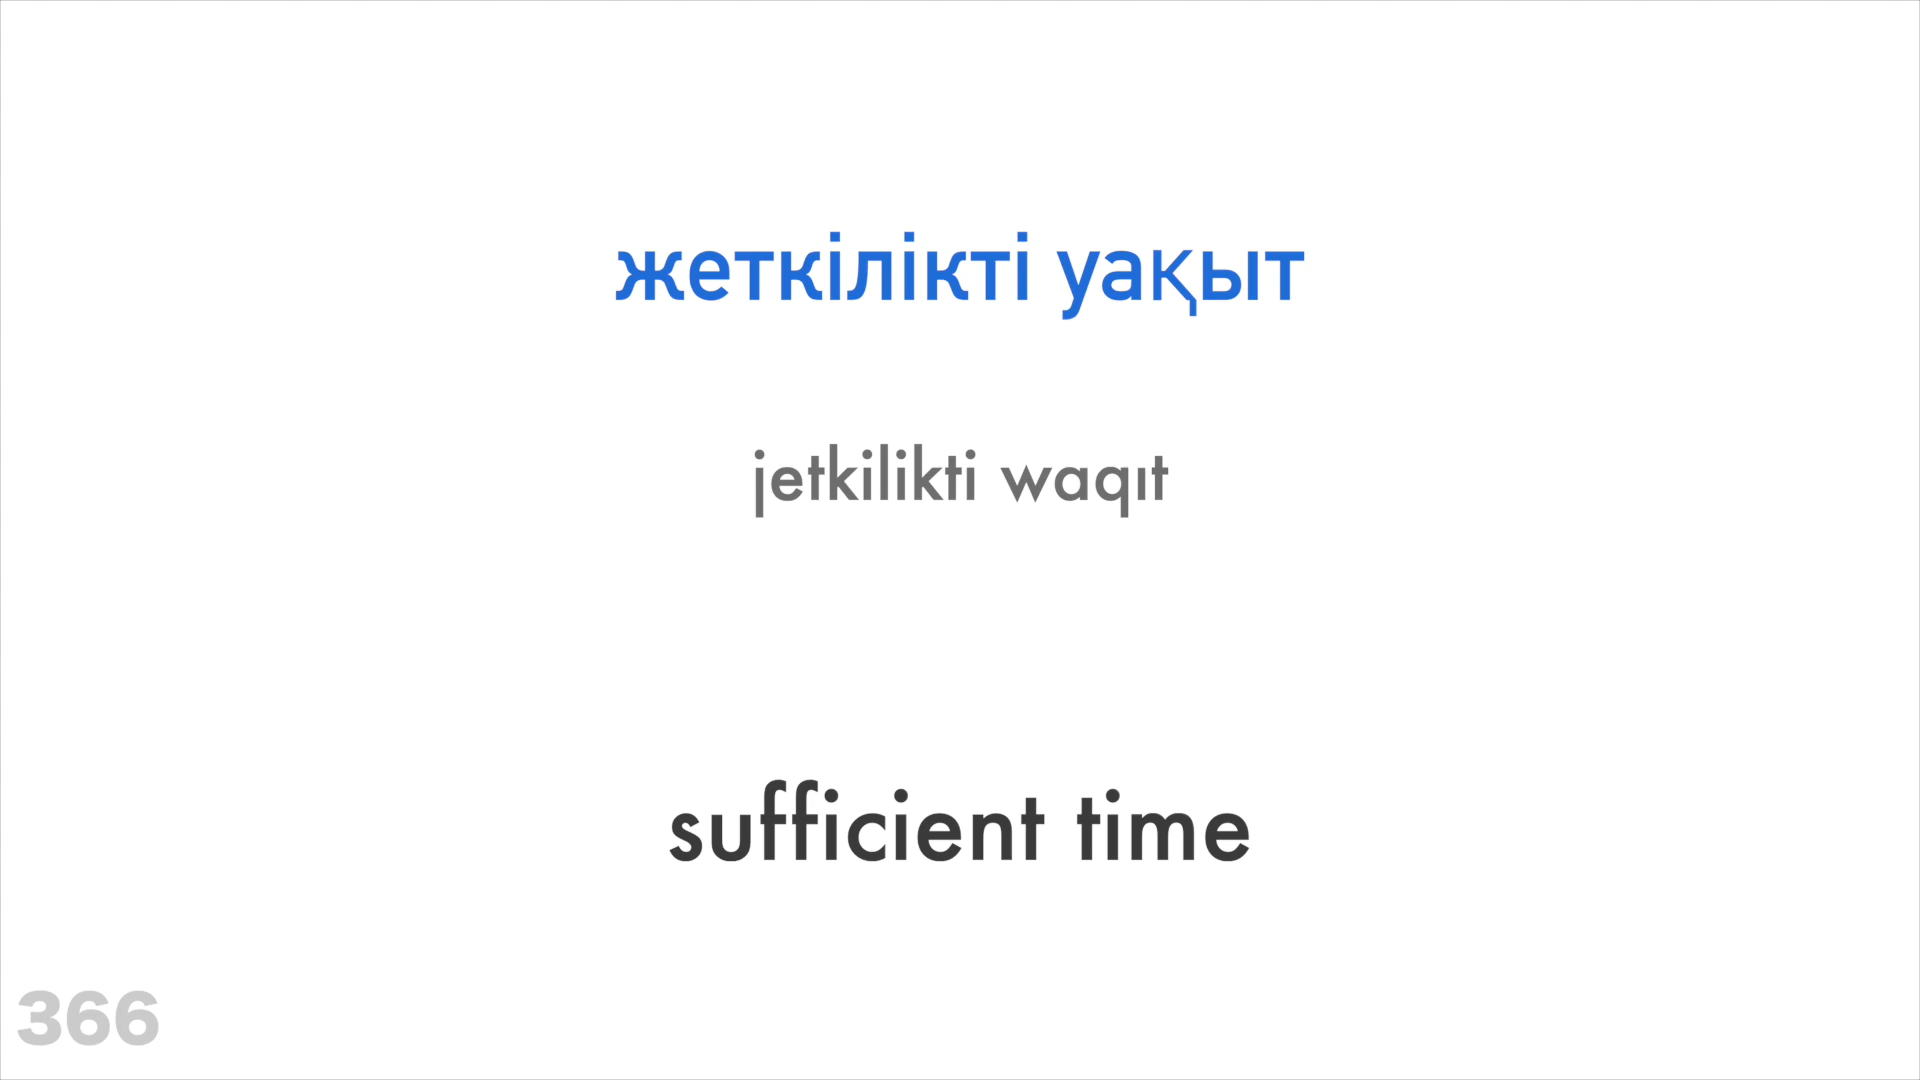 жеткілікті уақыт
jetkilikti waqıt
sufficient time
366